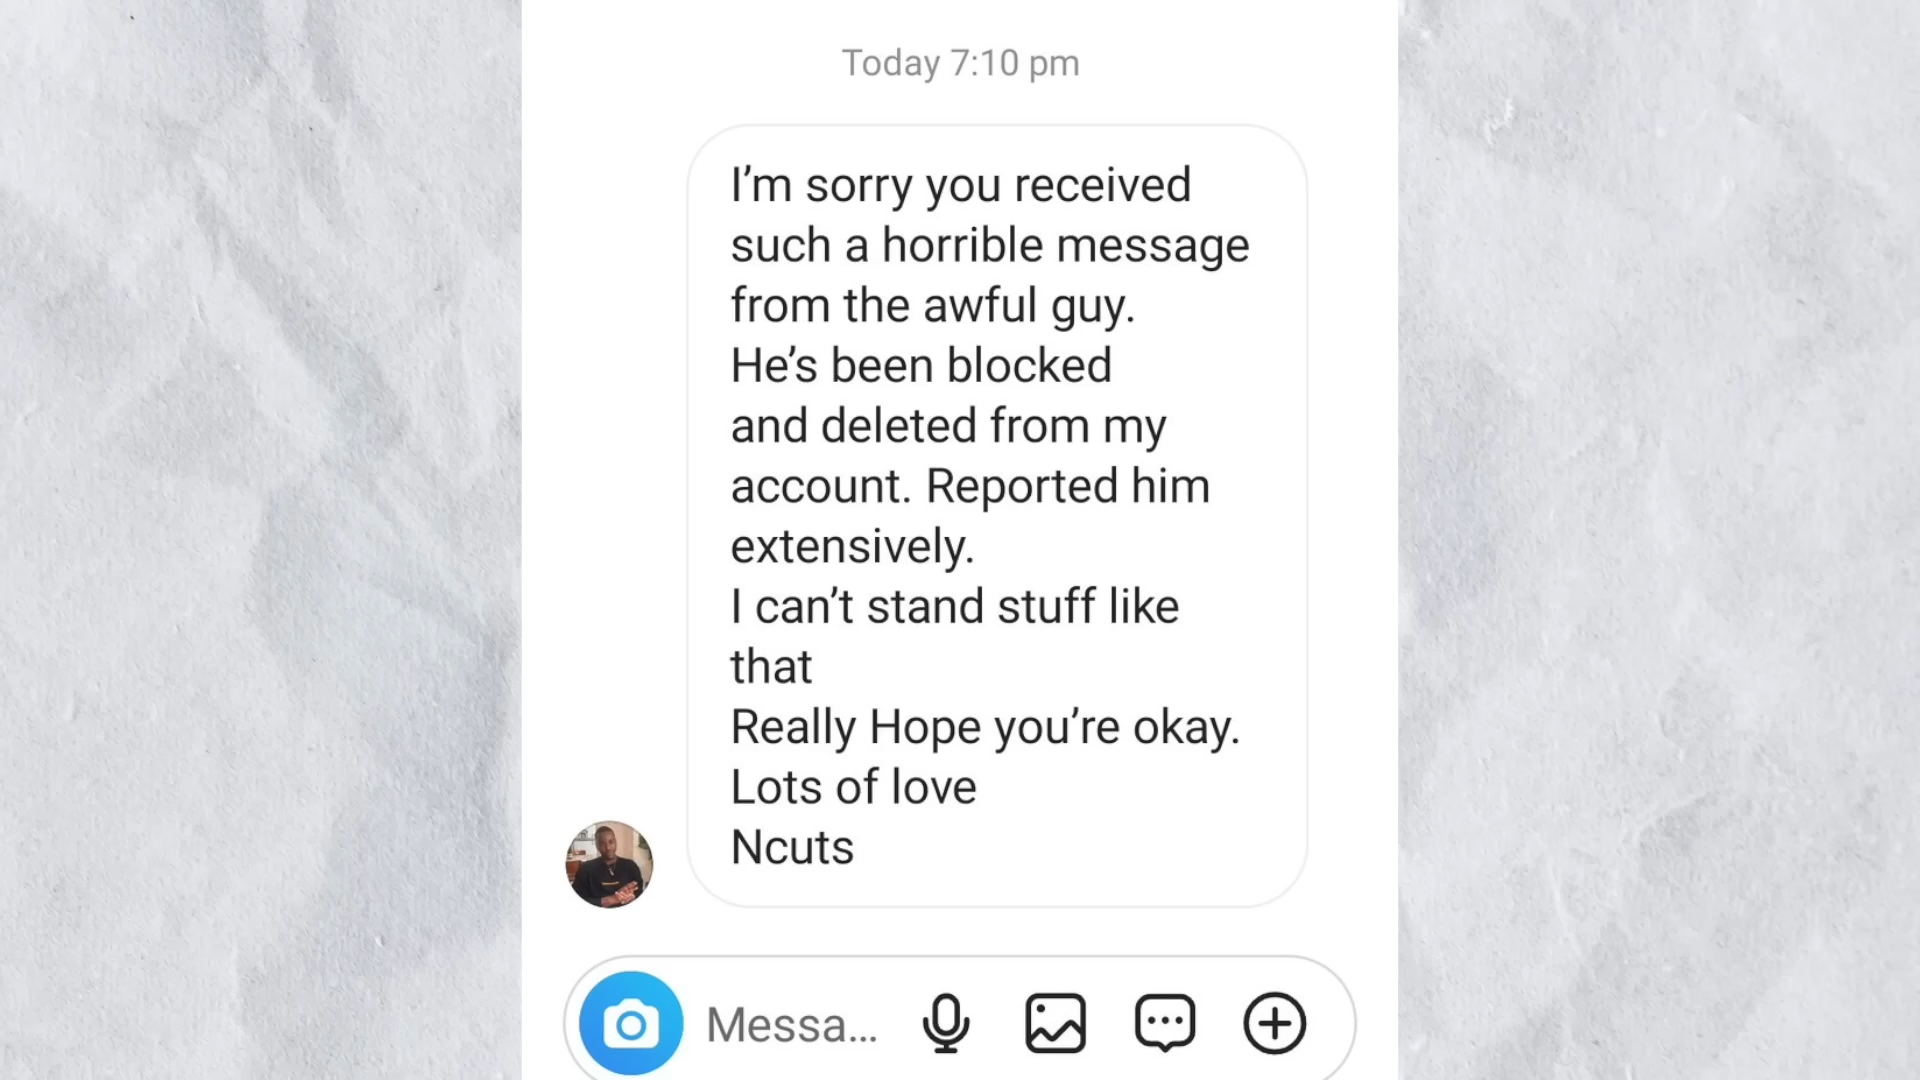 Today 7:10 pm
I’m sorry you received
such a horrible message
from the awful guy.
He’s been blocked
and deleted from my
account. Reported him
extensively.
I can’t stand stuff like
that
Really Hope you’re okay.
Lots of love
Ncuts
Messa...